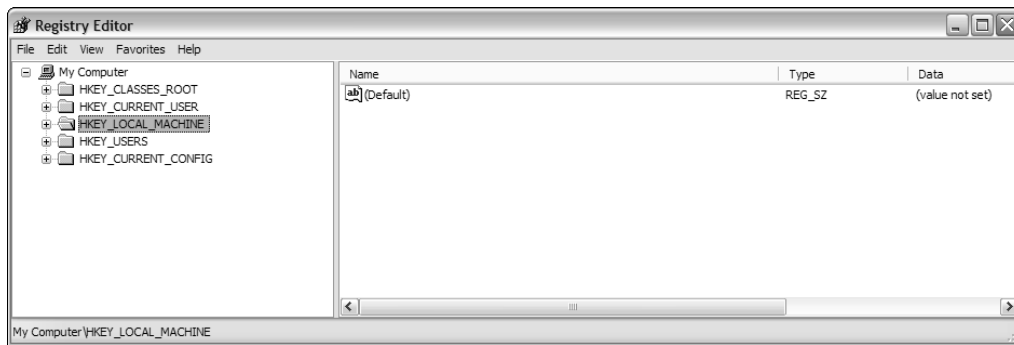 Registry Editor
File Edit View Favorites Help
My Computer
HKEY_CLASSES_ROOT
HKEY_CURRENT_USER
HKEY_LOCAL_MACHINE
HKEY_USERS
HKEY_CURRENT_CONFIG
Name Type Data
ab (Default) REG_SZ (value not set)
My Computer\HKEY_LOCAL_MACHINE